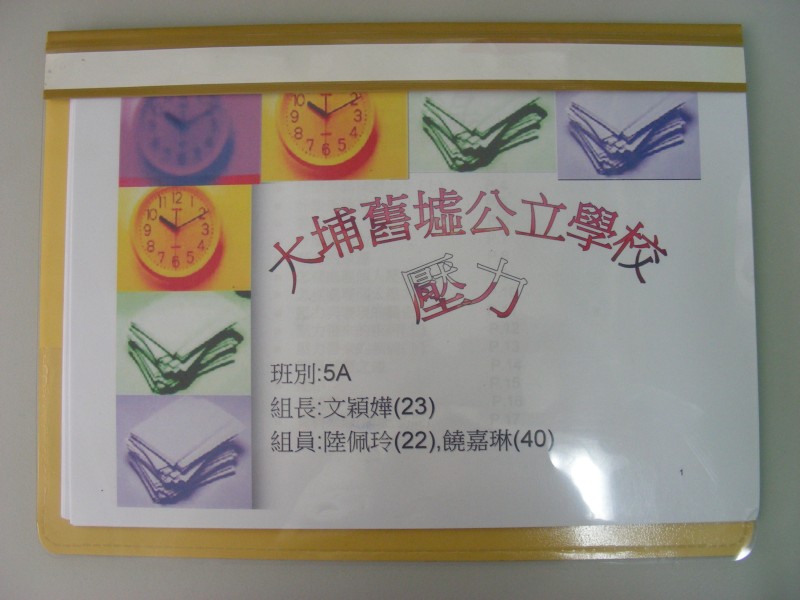 大埔舊墟公立學校
壓力
班別:5A
組長:文穎嬅(23)
組員:陸佩玲(22),饒嘉琳(40)
1